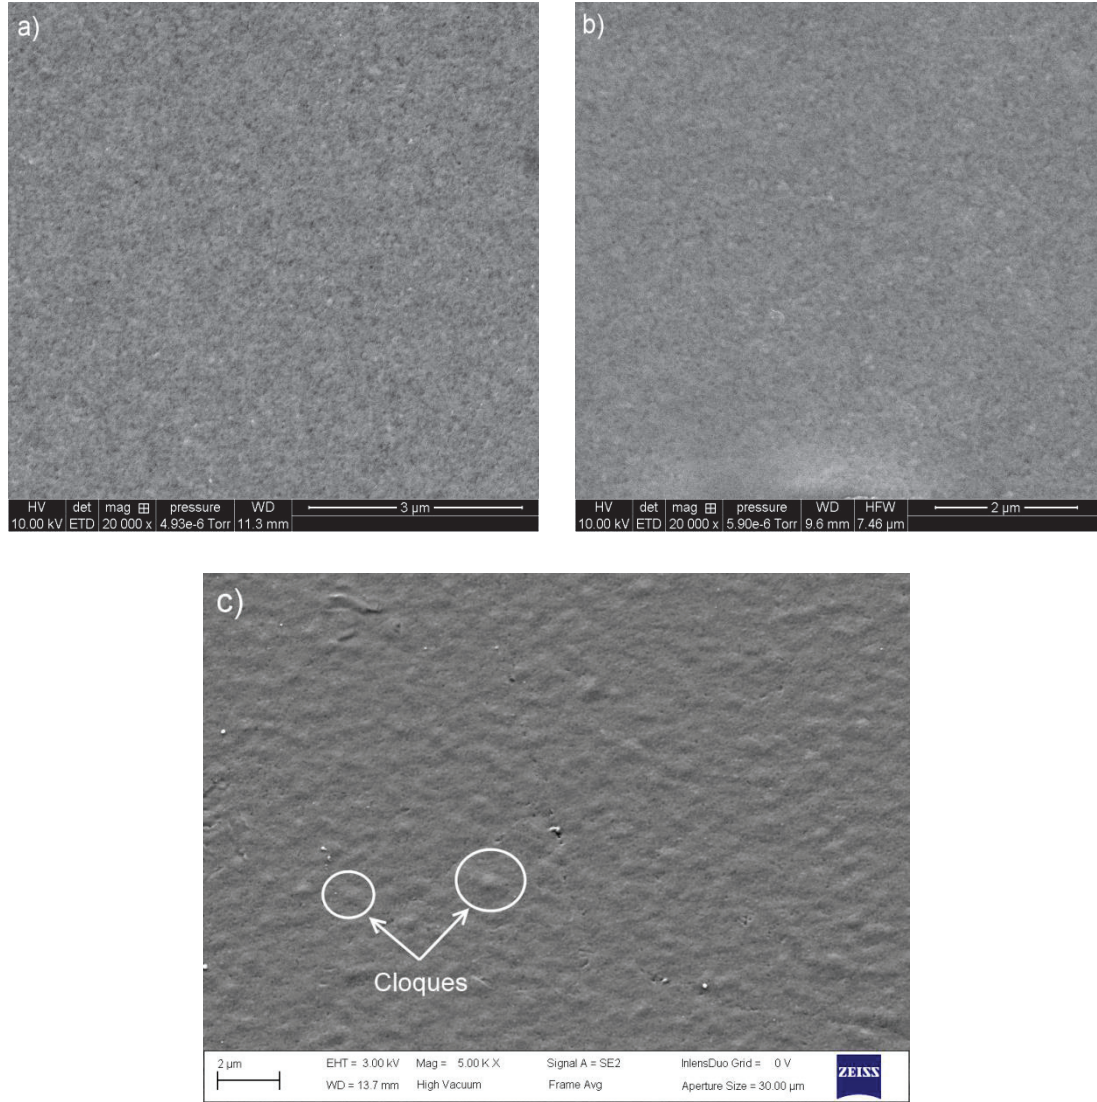 a)
HV det mag pressure WD 3 µm
10.00 kV ETD 20 000 x 4.93e-6 Torr 11.3 mm
b)
HV det mag pressure WD HFW 2 µm
10.00 kV ETD 20 000 x 5.90e-6 Torr 9.6 mm 7.46 µm
c)
Cloques
2 µm EHT = 3.00 kV Mag = 5.00 K X Signal A = SE2 InlensDuo Grid = 0 V
WD = 13.7 mm High Vacuum Frame Avg Aperture Size = 30.00 µm
ZEISS